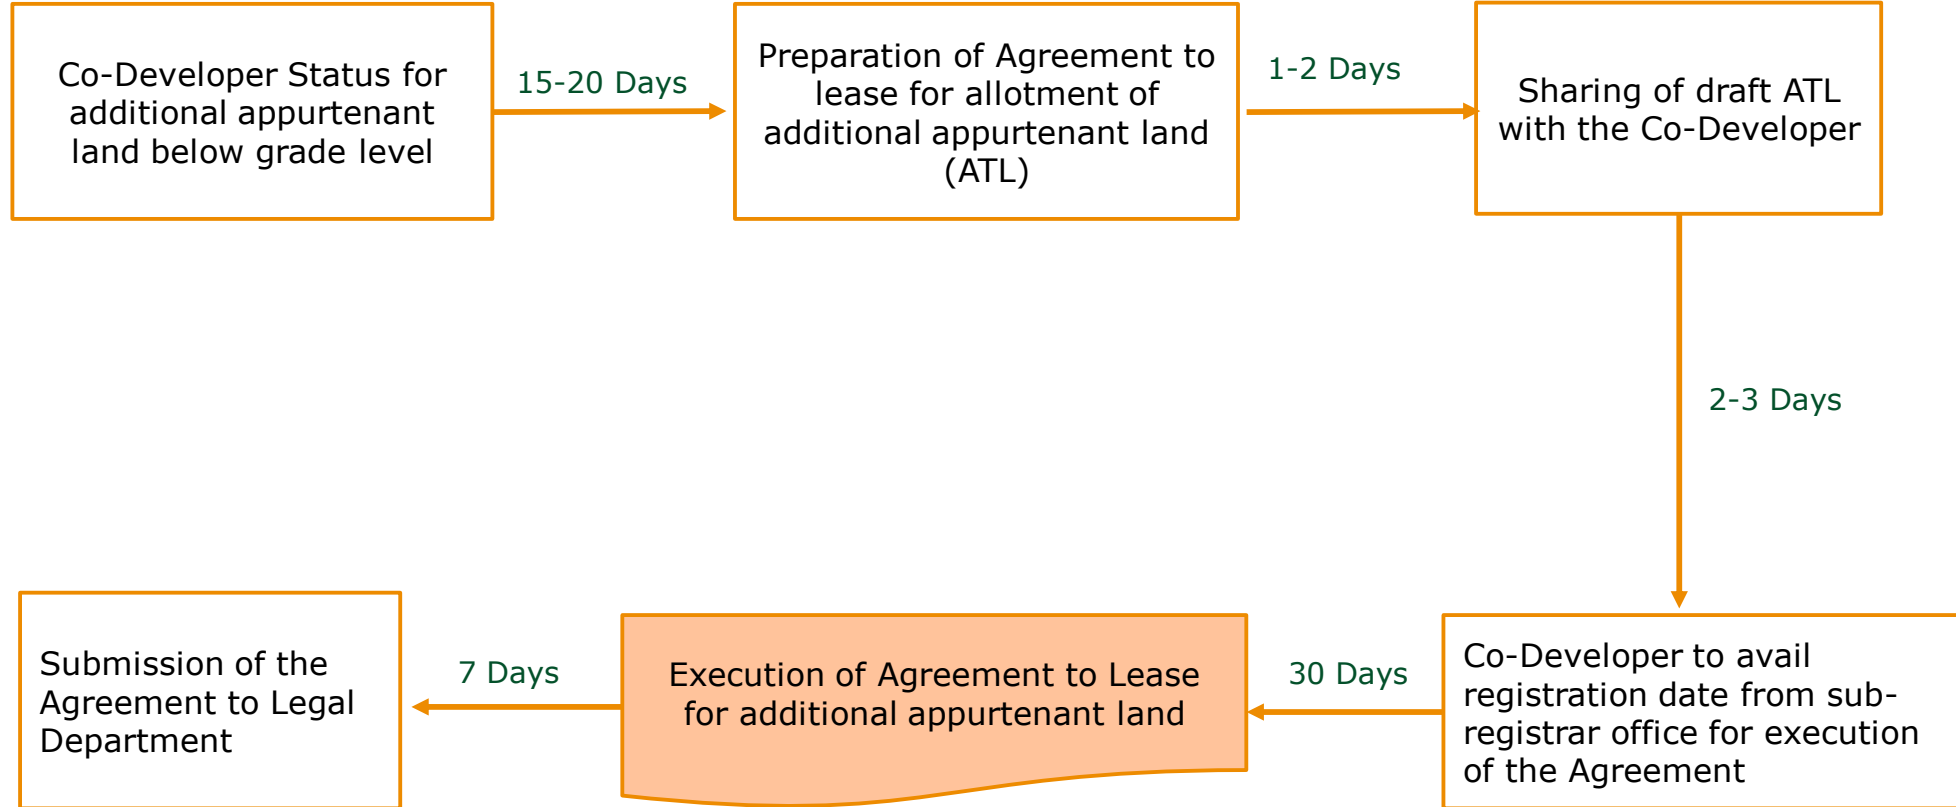 Co-Developer Status for
additional appurtenant
land below grade level
15-20 Days
Preparation of Agreement to
lease for allotment of
additional appurtenant land
(ATL)
1-2 Days
Sharing of draft ATL
with the Co-Developer
2-3 Days
Co-Developer to avail
registration date from sub-
registrar office for execution
of the Agreement
30 Days
Execution of Agreement to Lease
for additional appurtenant land
7 Days
Submission of the
Agreement to Legal
Department